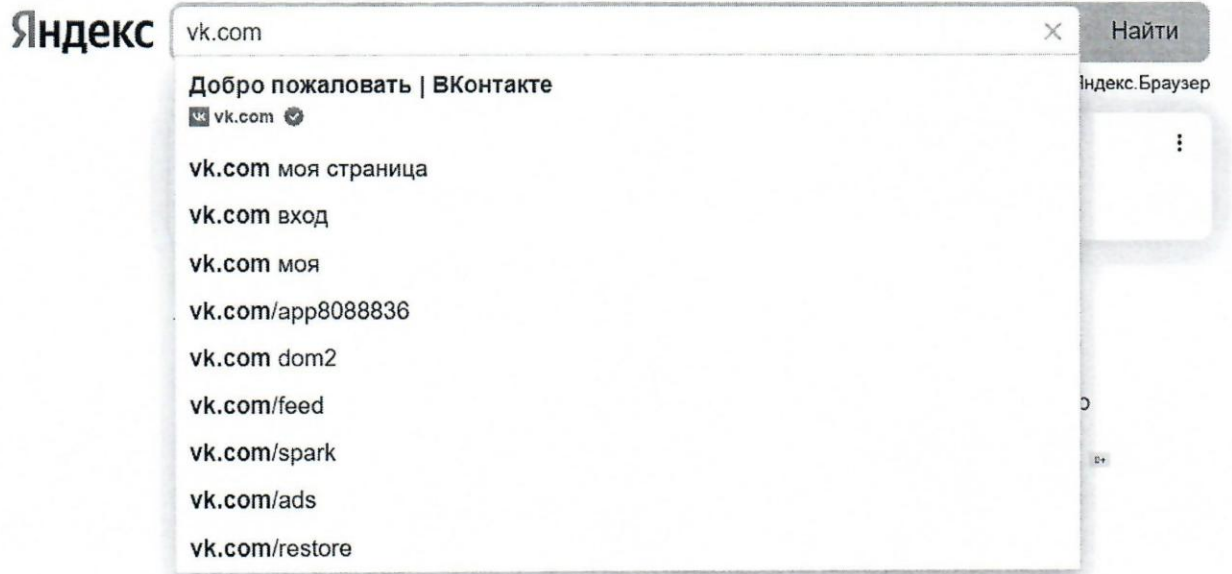 Яндекс vk.com Найти
Добро пожаловать | ВКонтакте
vk.com
ндекс.Браузер
vk.com моя страница
vk.com вход
vk.com моя
vk.com/app8088836
vk.com dom2
vk.com/feed
vk.com/spark
vk.com/ads
vk.com/restore